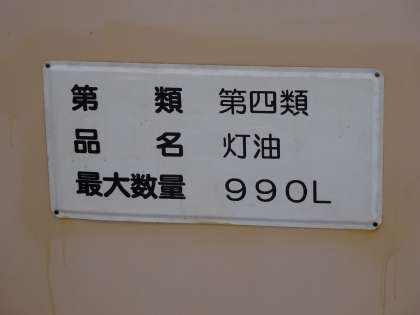 第 類 第四類
品 名 灯油
最大数量 990L